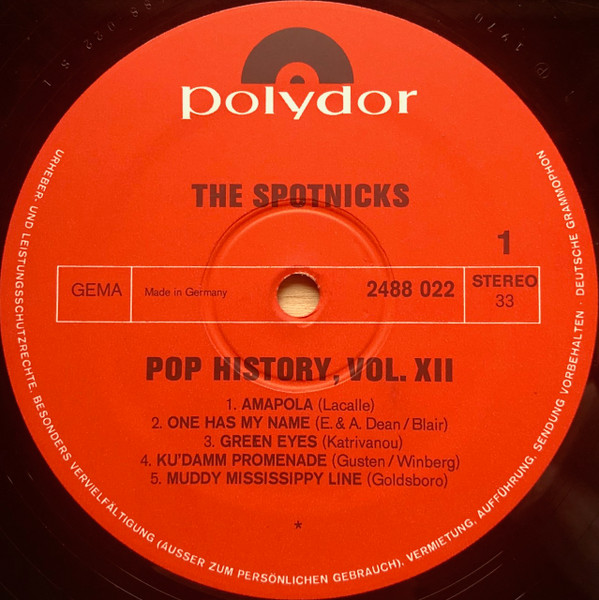 polydor
THE SPOTNICKS
1
GEMA
Made in Germany
2488 022
STEREO
33
POP HISTORY, VOL. XII
1. AMAPOLA (Lacalle)
2. ONE HAS MY NAME (E. & A. Dean / Blair)
3. GREEN EYES (Katrivanou)
4. KU'DAMM PROMENADE (Gusten / Winberg)
5. MUDDY MISSISSIPPY LINE (Goldsboro)
*
URHEBER- UND LEISTUNGSSCHUTZRECHTE, BESONDERS VERVIELFÄLTIGUNG (AUSSER ZUM PERSÖNLICHEN GEBRAUCH), VERMIETUNG, AUFFÜHRUNG, SENDUNG VORBEHALTEN · DEUTSCHE GRAMMOPHON
℗ 1970